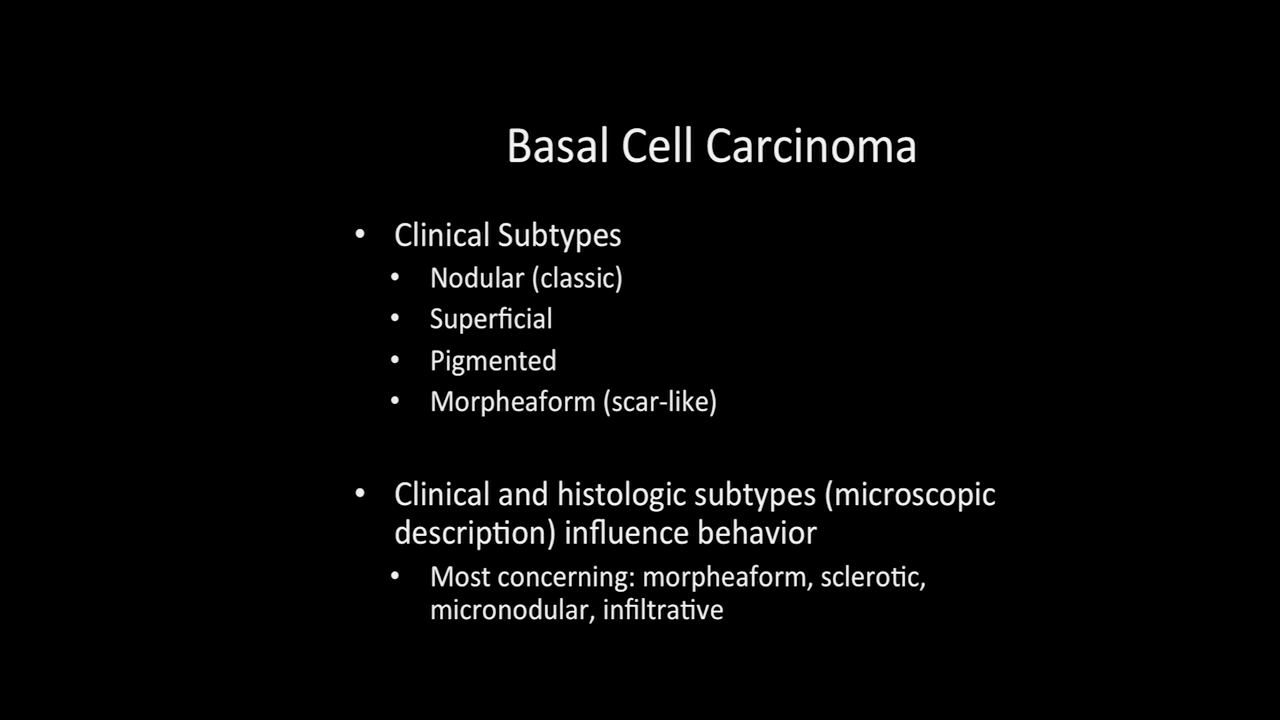 Basal Cell Carcinoma
• Clinical Subtypes
• Nodular (classic)
• Superficial
• Pigmented
• Morpheaform (scar-like)
• Clinical and histologic subtypes (microscopic
description) influence behavior
• Most concerning: morpheaform, sclerotic,
micronodular, infiltrative